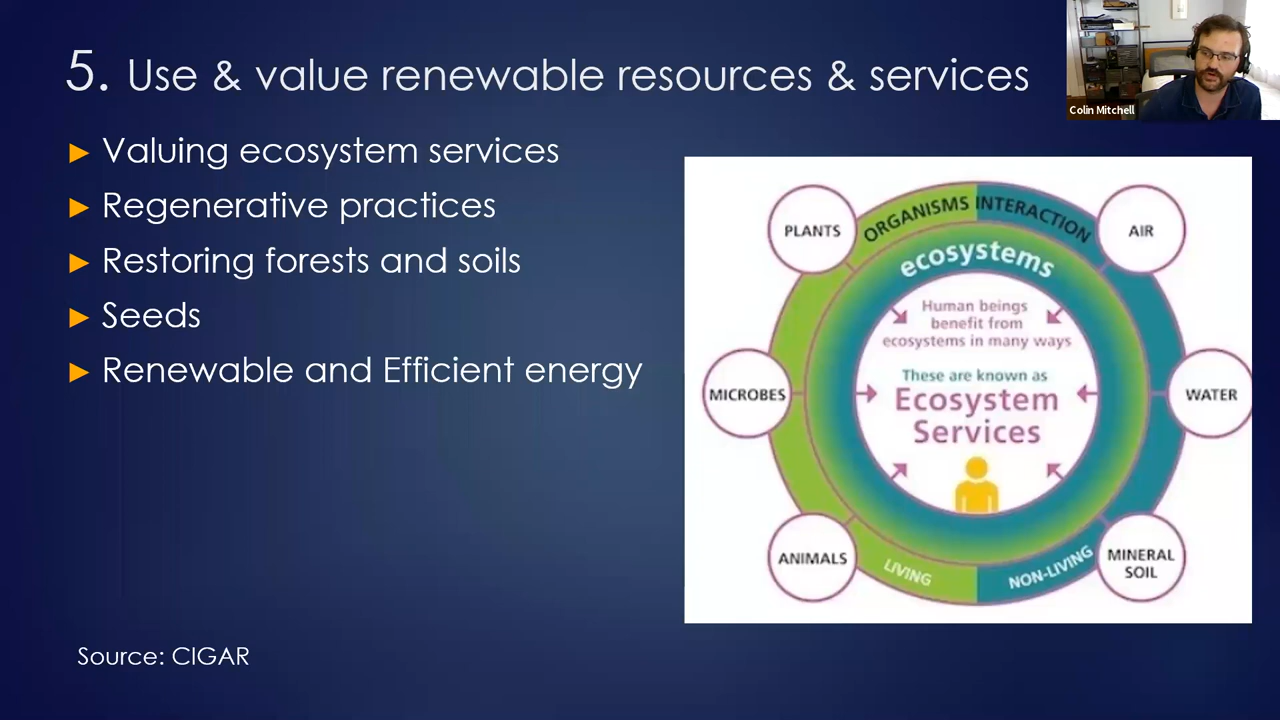 5. Use & value renewable resources & services
Colin Mitchell
► Valuing ecosystem services
► Regenerative practices
► Restoring forests and soils
► Seeds
► Renewable and Efficient energy
ORGANISMS INTERACTION
PLANTS
AIR
ecosystems
Human beings
benefit from
ecosystems in many ways
These are known as
Ecosystem
Services
MICROBES
WATER
ANIMALS
MINERAL
SOIL
LIVING
NON-LIVING
Source: CIGAR